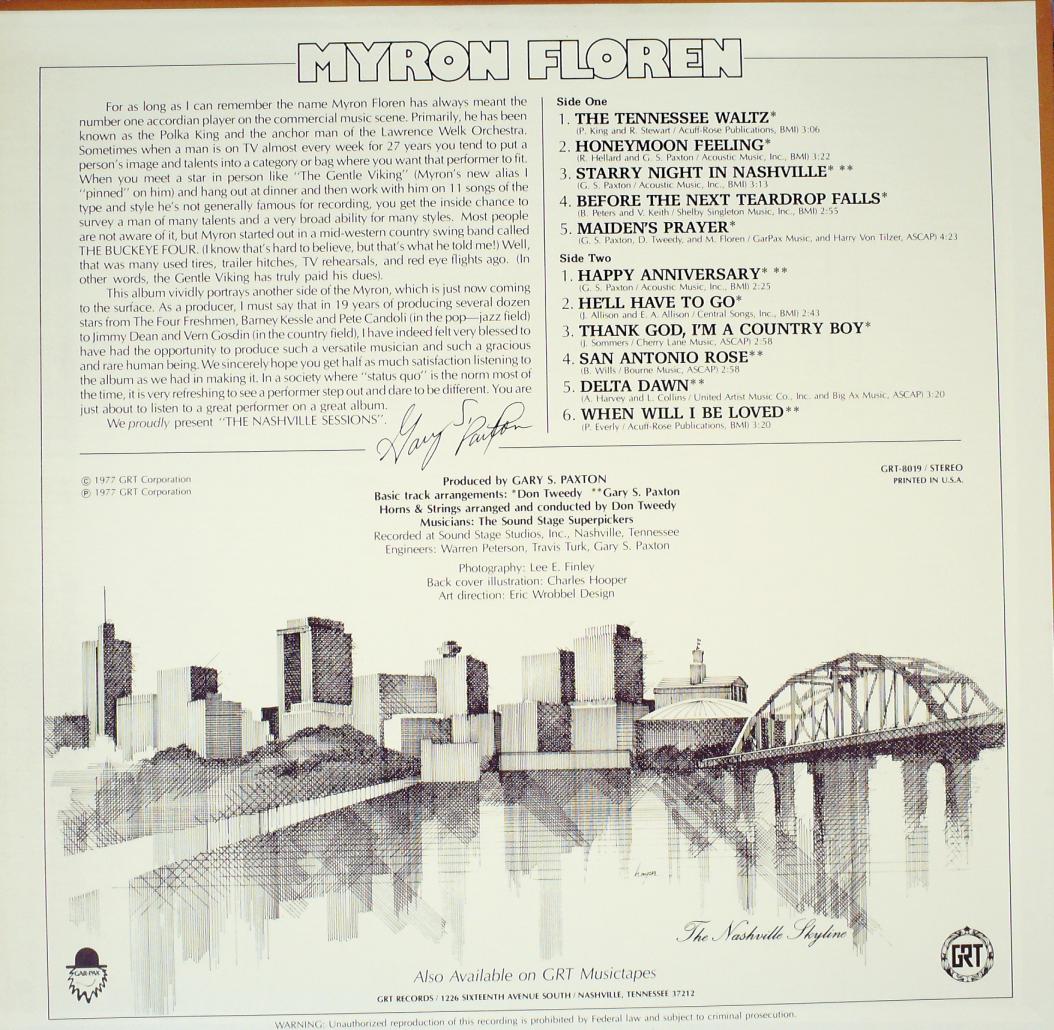 MYRON FLOREN
For as long as I can remember the name Myron Floren has always meant the
number one accordian player on the commercial music scene. Primarily, he has been
known as the Polka King and the anchor man of the Lawrence Welk Orchestra.
Sometimes when a man is on TV almost every week for 27 years you tend to put a
person's image and talents into a category or bag where you want that performer to fit.
When you meet a star in person like "The Gentle Viking" (Myron's new alias I
"pinned" on him) and hang out at dinner and then work with him on 11 songs of the
type and style he's not generally famous for recording, you get the inside chance to
survey a man of many talents and a very broad ability for many styles. Most people
are not aware of it, but Myron started out in a mid-western country swing band called
THE BUCKEYE FOUR. (I know that's hard to believe, but that's what he told me!) Well,
that was many used tires, trailer hitches, TV rehearsals, and red eye flights ago. (In
other words, the Gentle Viking has truly paid his dues).
This album vividly portrays another side of the Myron, which is just now coming
to the surface. As a producer, I must say that in 19 years of producing several dozen
stars from The Four Freshmen, Barney Kessle and Pete Candoli (in the pop—jazz field)
to Jimmy Dean and Vern Gosdin (in the country field), I have indeed felt very blessed to
have had the opportunity to produce such a versatile musician and such a gracious
and rare human being. We sincerely hope you get half as much satisfaction listening to
the album as we had in making it. In a society where "status quo" is the norm most of
the time, it is very refreshing to see a performer step out and dare to be different. You are
just about to listen to a great performer on a great album.
We proudly present "THE NASHVILLE SESSIONS".
Gary S. Paxton
Side One
1. THE TENNESSEE WALTZ*
(P. King and R. Stewart / Acuff-Rose Publications, BMI) 3:06
2. HONEYMOON FEELING*
(R. Hellard and G. S. Paxton / Acoustic Music, Inc., BMI) 3:22
3. STARRY NIGHT IN NASHVILLE* **
(G. S. Paxton / Acoustic Music, Inc., BMI) 3:13
4. BEFORE THE NEXT TEARDROP FALLS*
(B. Peters and V. Keith / Shelby Singleton Music, Inc., BMI) 2:55
5. MAIDEN'S PRAYER*
(G. S. Paxton, D. Tweedy, and M. Floren / GarPax Music, and Harry Von Tilzer, ASCAP) 4:23
Side Two
1. HAPPY ANNIVERSARY* **
(G. S. Paxton / Acoustic Music, Inc., BMI) 2:25
2. HE'LL HAVE TO GO*
(J. Allison and E. A. Allison / Central Songs, Inc., BMI) 2:43
3. THANK GOD, I'M A COUNTRY BOY*
(J. Sommers / Cherry Lane Music, ASCAP) 2:58
4. SAN ANTONIO ROSE**
(B. Wills / Bourne Music, ASCAP) 2:58
5. DELTA DAWN**
(A. Harvey and L. Collins / United Artist Music Co., Inc. and Big Ax Music, ASCAP) 3:20
6. WHEN WILL I BE LOVED**
(P. Everly / Acuff-Rose Publications, BMI) 3:20
© 1977 GRT Corporation
℗ 1977 GRT Corporation
Produced by GARY S. PAXTON
Basic track arrangements: *Don Tweedy **Gary S. Paxton
Horns & Strings arranged and conducted by Don Tweedy
Musicians: The Sound Stage Superpickers
Recorded at Sound Stage Studios, Inc., Nashville, Tennessee
Engineers: Warren Peterson, Travis Turk, Gary S. Paxton
Photography: Lee E. Finley
Back cover illustration: Charles Hooper
Art direction: Eric Wrobbel Design
GRT-8019 / STEREO
PRINTED IN U.S.A.
The Nashville Skyline
GAR-PAX
GRT
Also Available on GRT Musictapes
GRT RECORDS / 1226 SIXTEENTH AVENUE SOUTH / NASHVILLE, TENNESSEE 37212
WARNING: Unauthorized reproduction of this recording is prohibited by Federal law and subject to criminal prosecution.